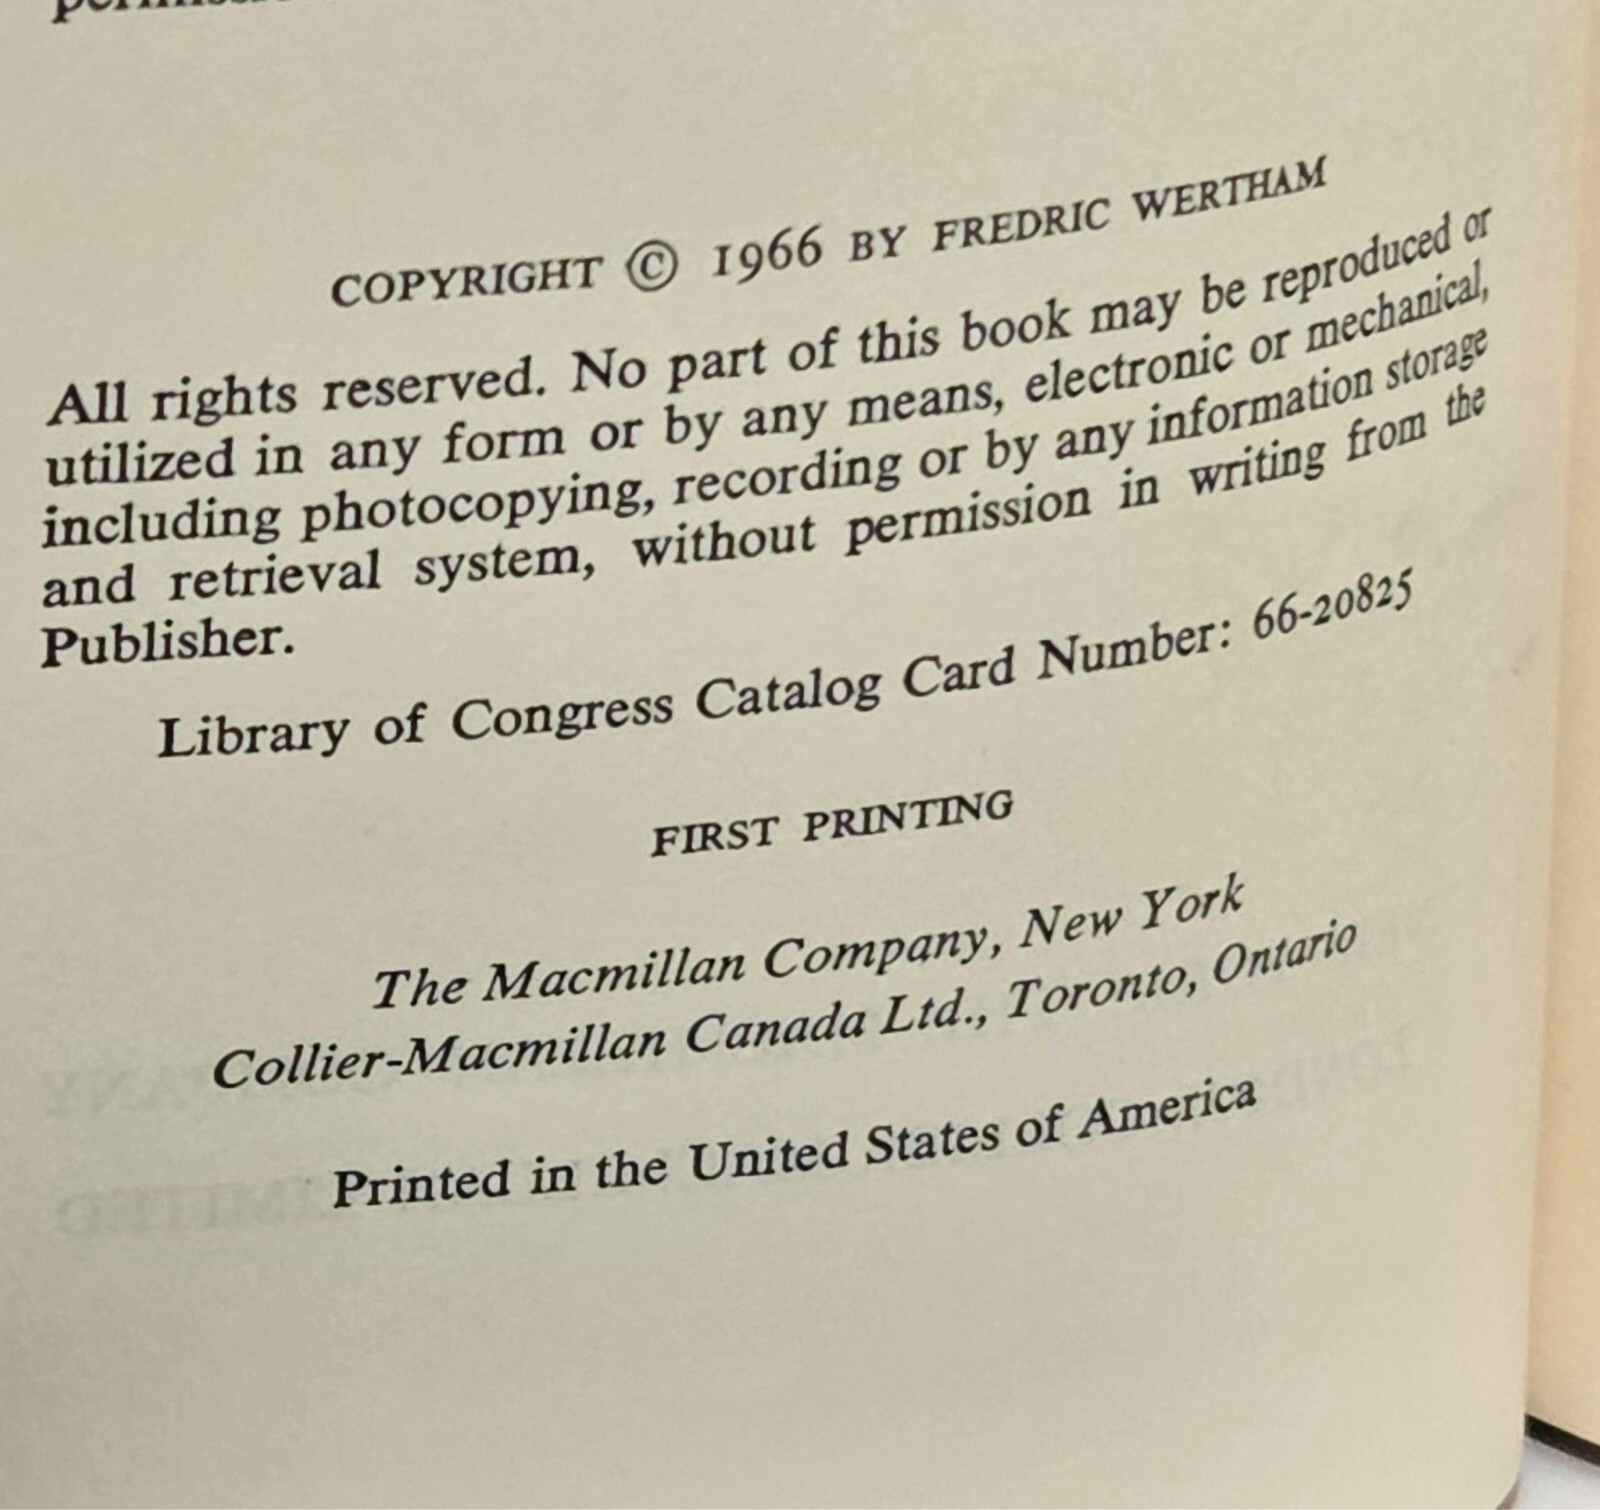 COPYRIGHT © 1966 BY FREDRIC WERTHAM
All rights reserved. No part of this book may be reproduced or
utilized in any form or by any means, electronic or mechanical,
including photocopying, recording or by any information storage
and retrieval system, without permission in writing from the
Publisher.
Library of Congress Catalog Card Number: 66-20825
FIRST PRINTING
The Macmillan Company, New York
Collier-Macmillan Canada Ltd., Toronto, Ontario
Printed in the United States of America